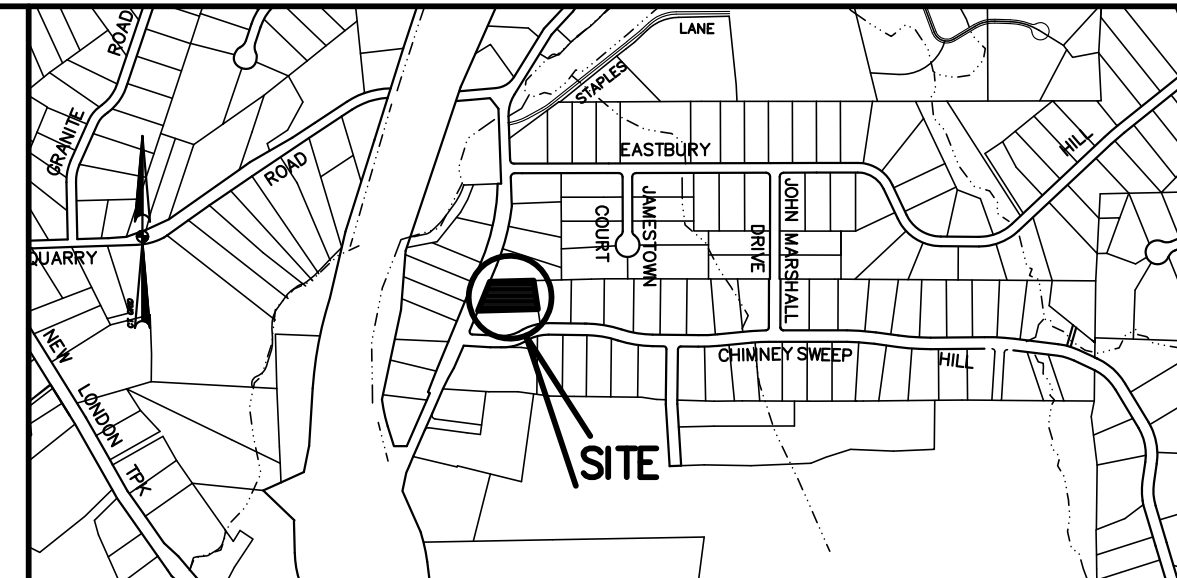 ROAD
GRANITE
ROAD
QUARRY
NEW
LONDON
TPK
LANE
STAPLES
EASTBURY
HILL
JAMESTOWN
COURT
JOHN MARSHALL
DRIVE
CHIMNEY SWEEP
HILL
SITE